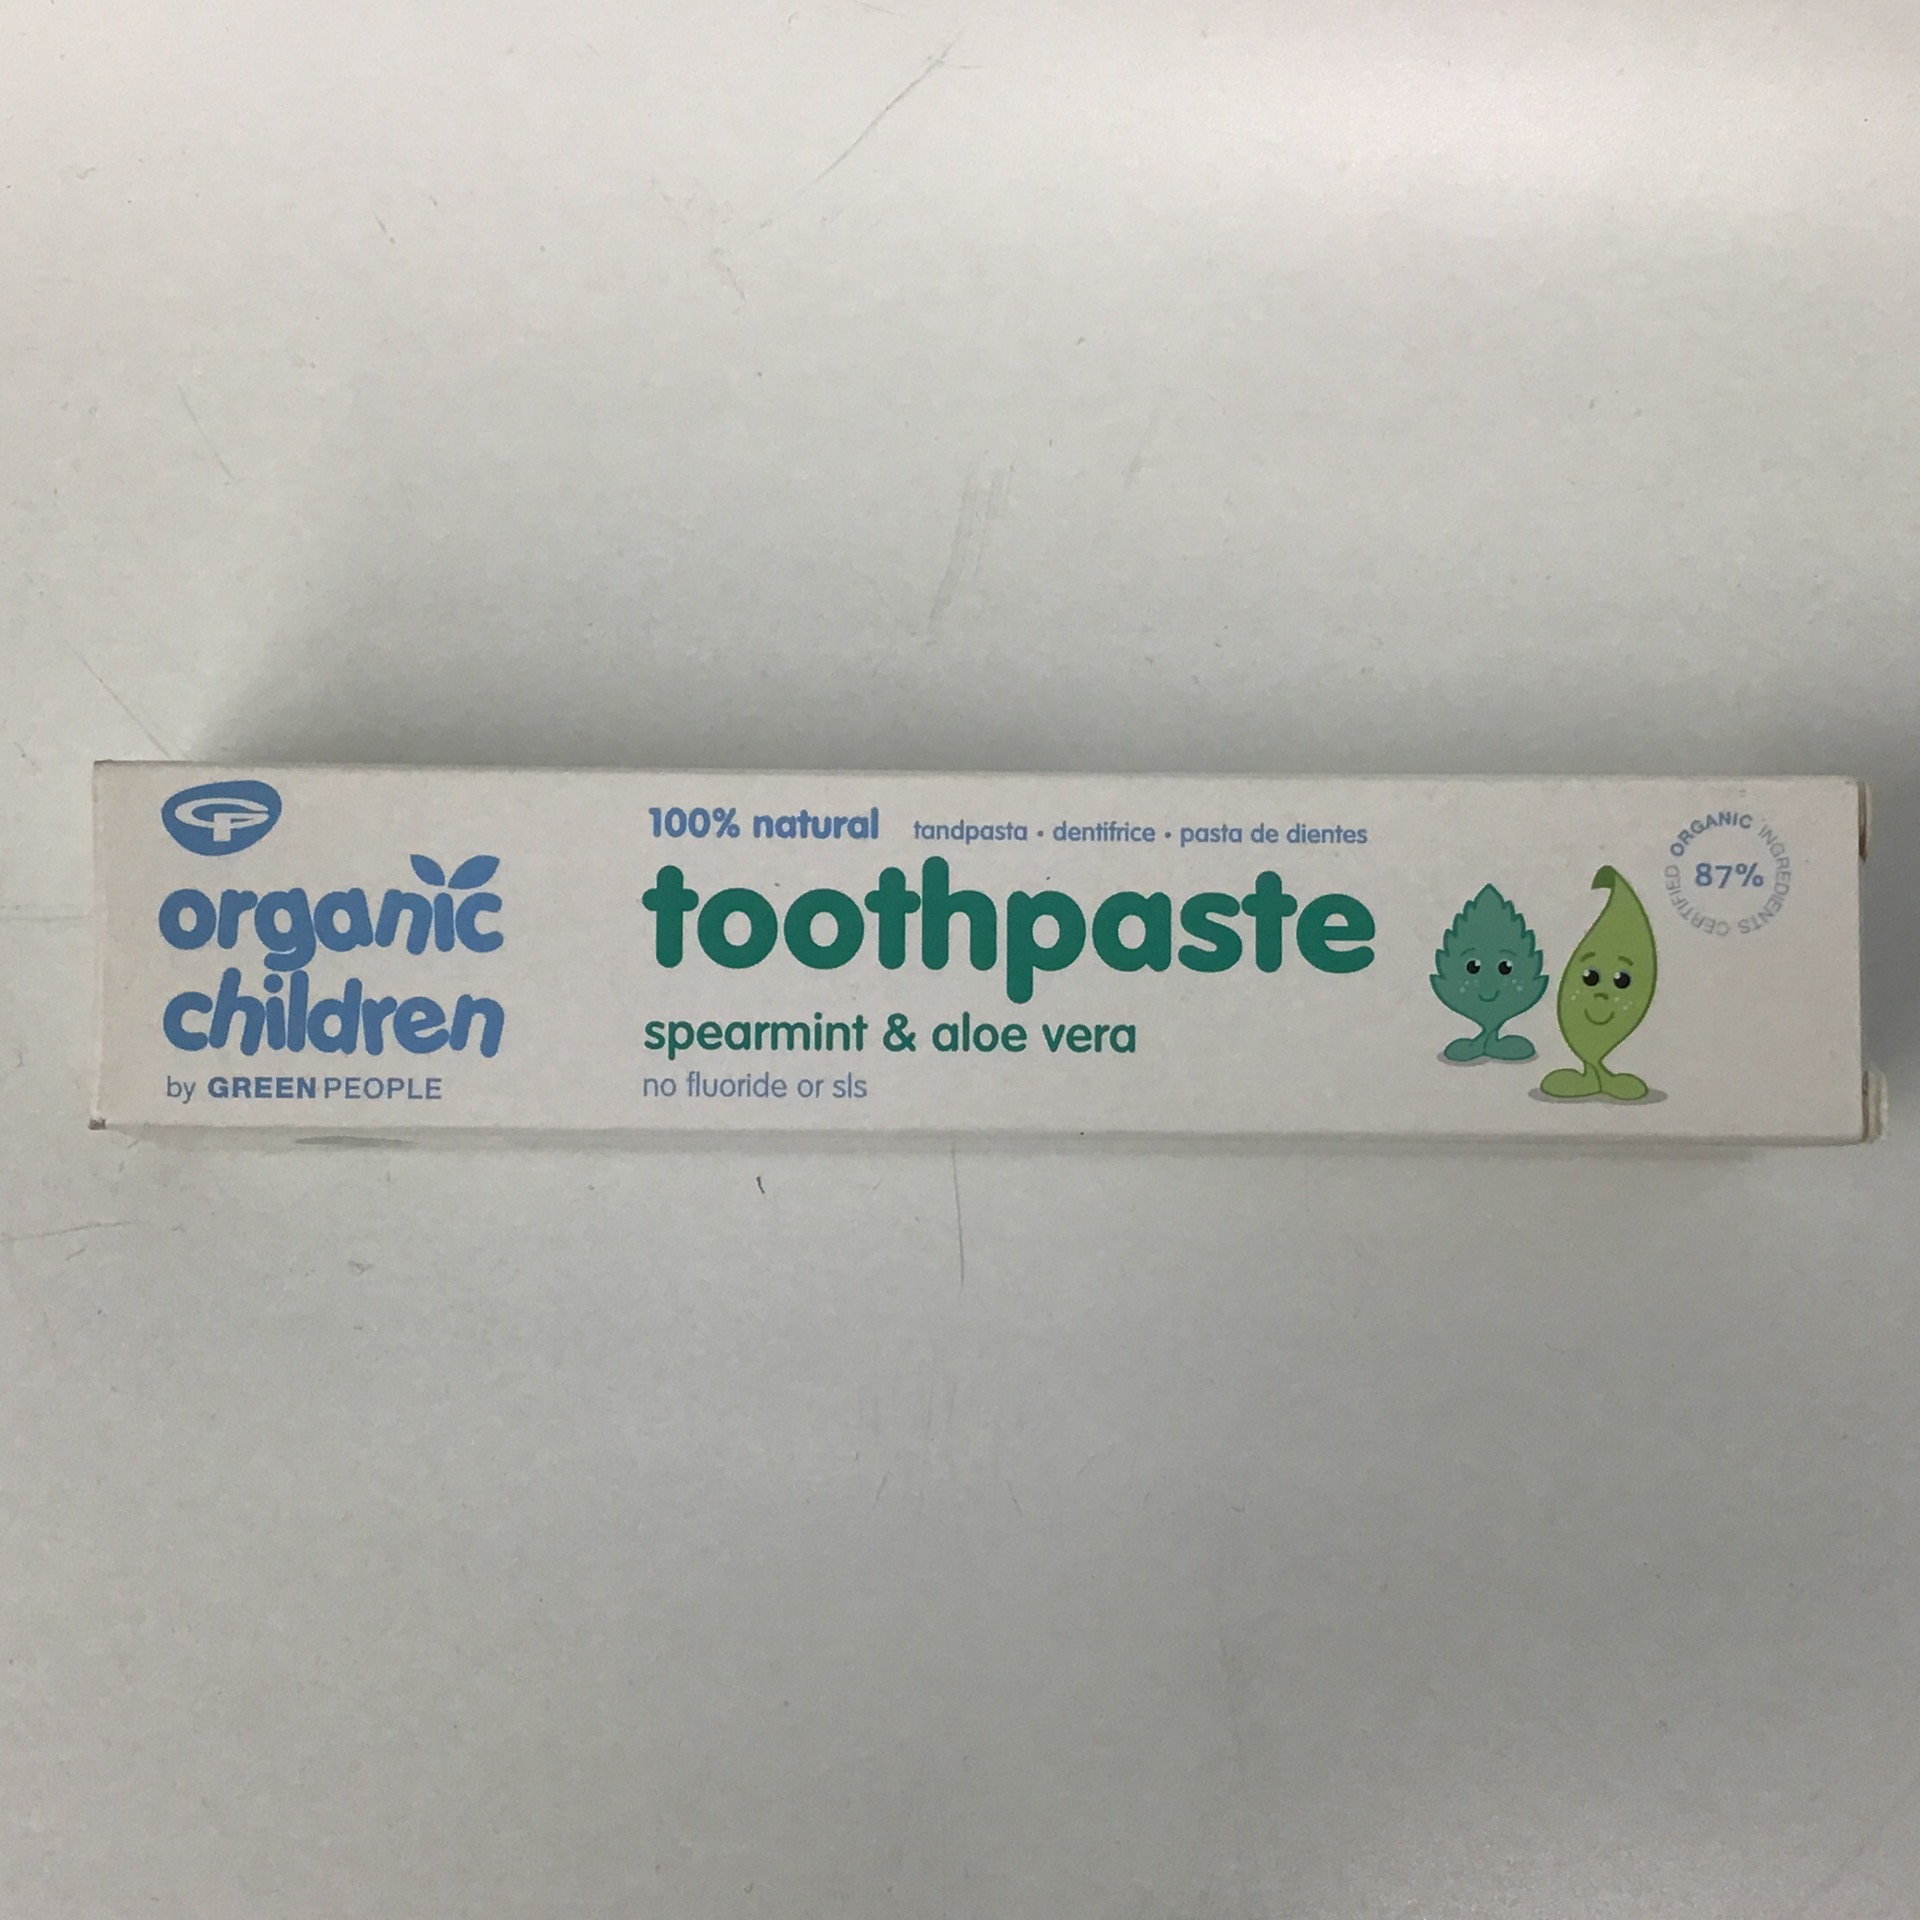 GP
organic
children
by GREEN PEOPLE
100% natural tandpasta • dentifrice • pasta de dientes
toothpaste
spearmint & aloe vera
no fluoride or sls
ORGANIC INGREDIENTS CERTIFIED
87%